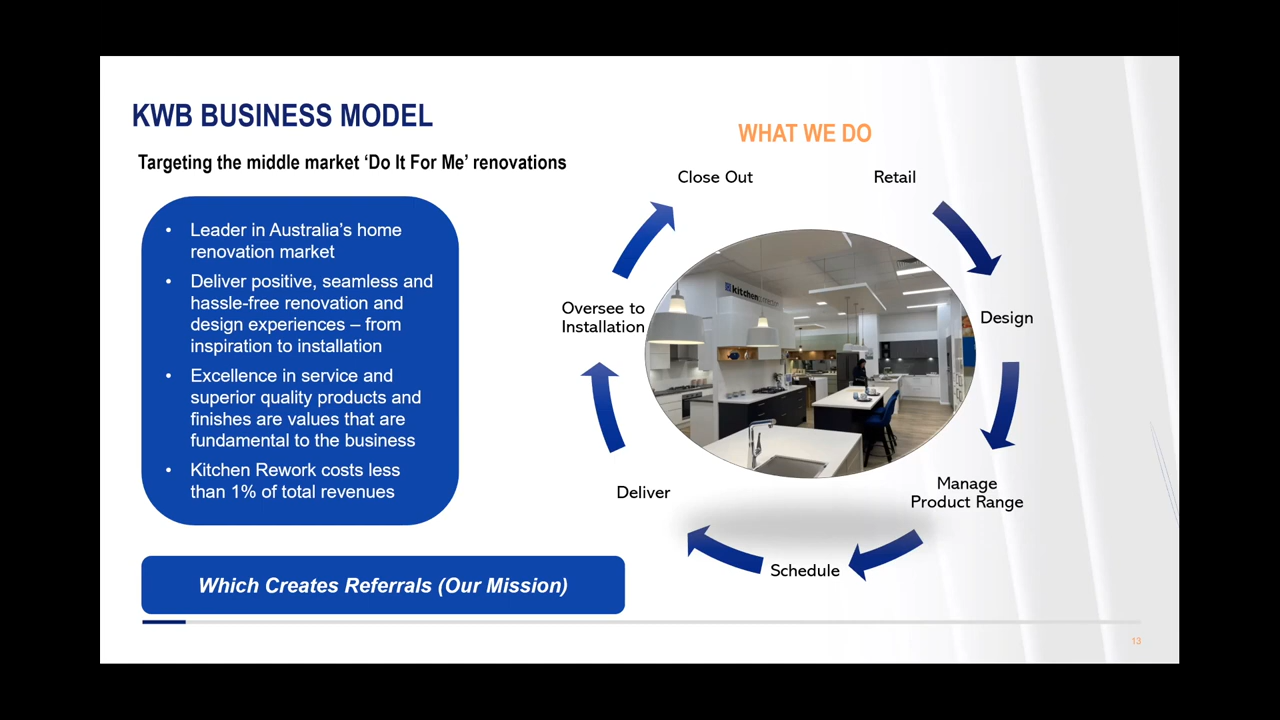 KWB BUSINESS MODEL
Targeting the middle market ‘Do It For Me’ renovations
• Leader in Australia’s home
renovation market
• Deliver positive, seamless and
hassle-free renovation and
design experiences – from
inspiration to installation
• Excellence in service and
superior quality products and
finishes are values that are
fundamental to the business
• Kitchen Rework costs less
than 1% of total revenues
Which Creates Referrals (Our Mission)
WHAT WE DO
Close Out
Retail
Oversee to
Installation
Design
Deliver
Manage
Product Range
Schedule
kitchen
13